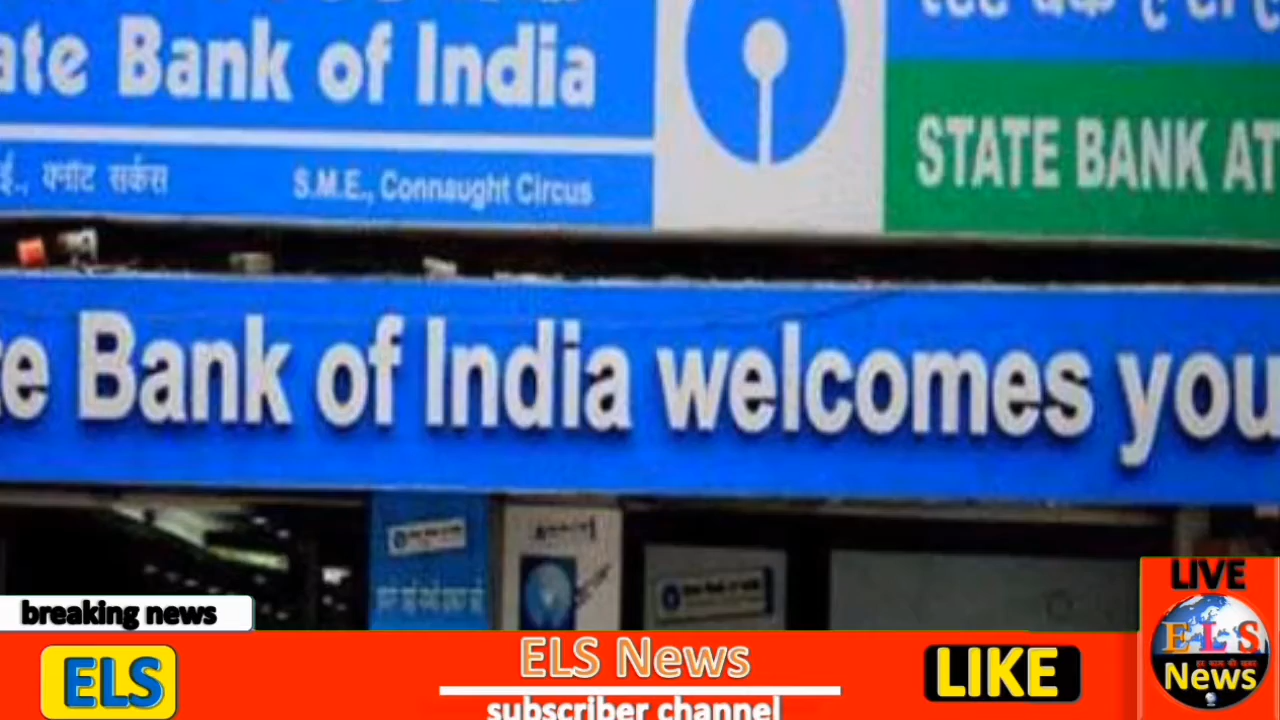 ate Bank of India
STATE BANK AT
ई., क्नॉट सर्कस
S.M.E., Connaught Circus
te Bank of India welcomes you
LIVE
breaking news
ELS
News
ELS News
LIKE
ELS
subscriber channel